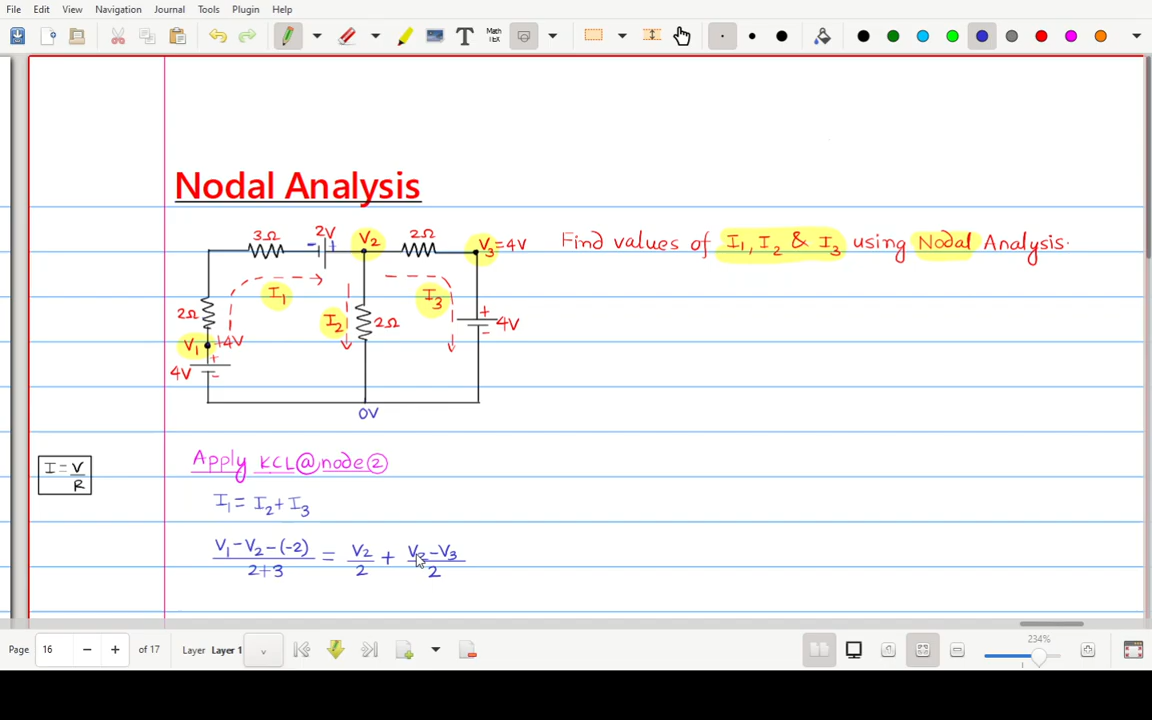 File Edit View Navigation Journal Tools Plugin Help
Math TEX
Nodal Analysis
3Ω 2V V₂ 2Ω V₃=4V
- +
Find values of I₁, I₂ & I₃ using Nodal Analysis.
I₁ I₂ I₃
2Ω 2Ω + 4V -
V₁ +4V
4V + -
0V
Apply KCL@node②
I = V/R
I₁ = I₂ + I₃
(V₁ - V₂ - (-2))/(2+3) = V₂/2 + (V₂ - V₃)/2
234%
Page 16 of 17 Layer Layer 1